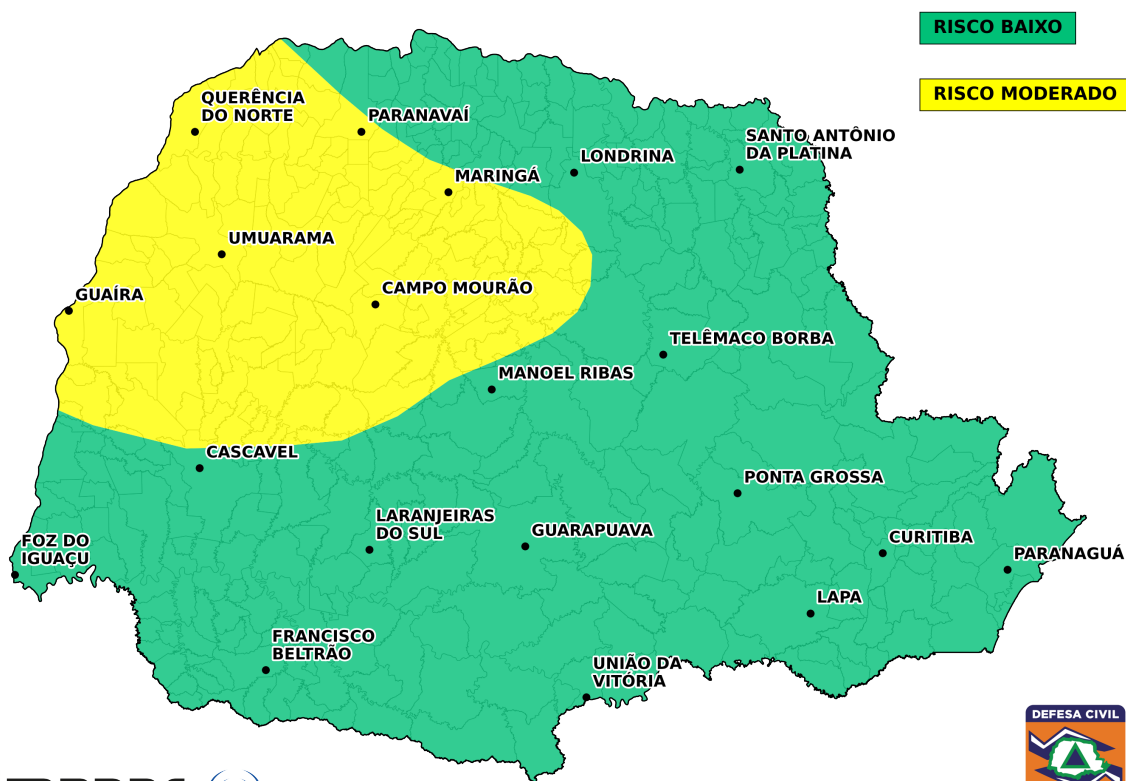 RISCO BAIXO
RISCO MODERADO
QUERÊNCIA
DO NORTE
PARANAVAÍ
SANTO ANTÔNIO
DA PLATINA
LONDRINA
MARINGÁ
UMUARAMA
CAMPO MOURÃO
GUAÍRA
TELÊMACO BORBA
MANOEL RIBAS
CASCAVEL
PONTA GROSSA
LARANJEIRAS
DO SUL
GUARAPUAVA
CURITIBA
FOZ DO
IGUAÇU
PARANAGUÁ
LAPA
FRANCISCO
BELTRÃO
UNIÃO DA
VITÓRIA
DEFESA CIVIL